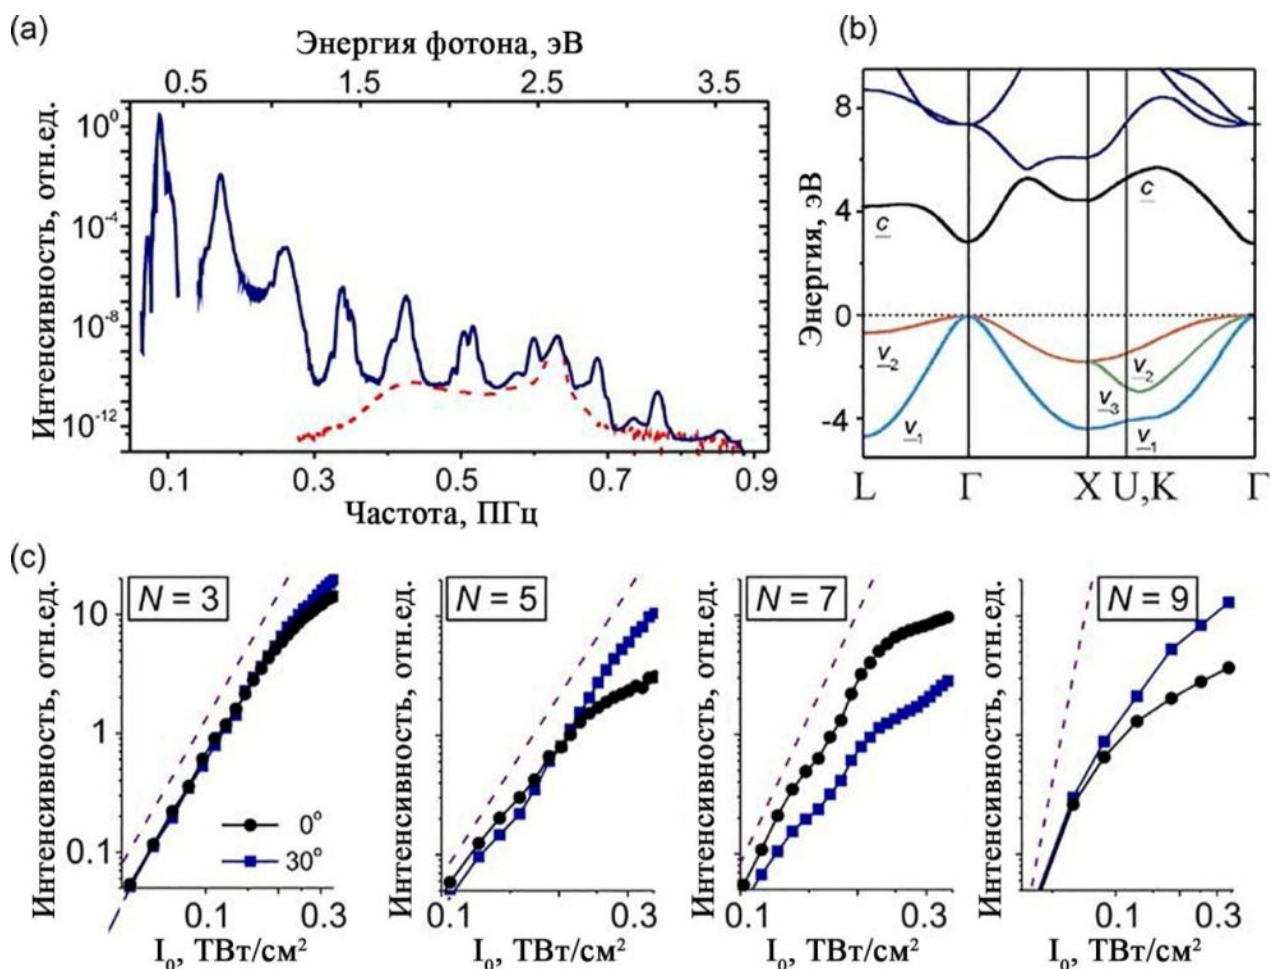 (a)
Энергия фотона, эВ
0.5 1.5 2.5 3.5
Интенсивность, отн.ед.
10⁰
10⁻⁴
10⁻⁸
10⁻¹²
0.1 0.3 0.5 0.7 0.9
Частота, ПГц
(b)
Энергия, эВ
8
4
0
-4
c
c
v₂
v₁
v₂
v₃
v₁
L Γ X U,K Γ
(c)
Интенсивность, отн.ед.
10
1
0.1
N = 3
0°
30°
0.1 0.3
I₀, ТВт/см²
Интенсивность, отн.ед.
N = 5
0.1 0.3
I₀, ТВт/см²
Интенсивность, отн.ед.
N = 7
0.1 0.3
I₀, ТВт/см²
Интенсивность, отн.ед.
N = 9
0.1 0.3
I₀, ТВт/см²